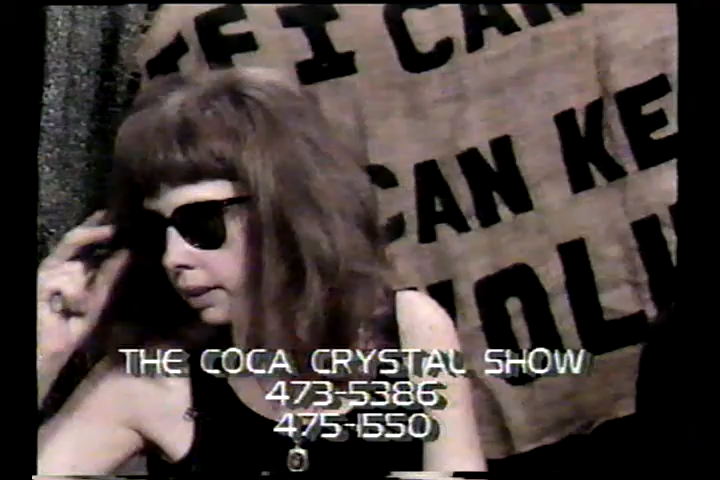 IF I CAN
CAN KE
THE COCA CRYSTAL SHOW
473-5386
475-1550